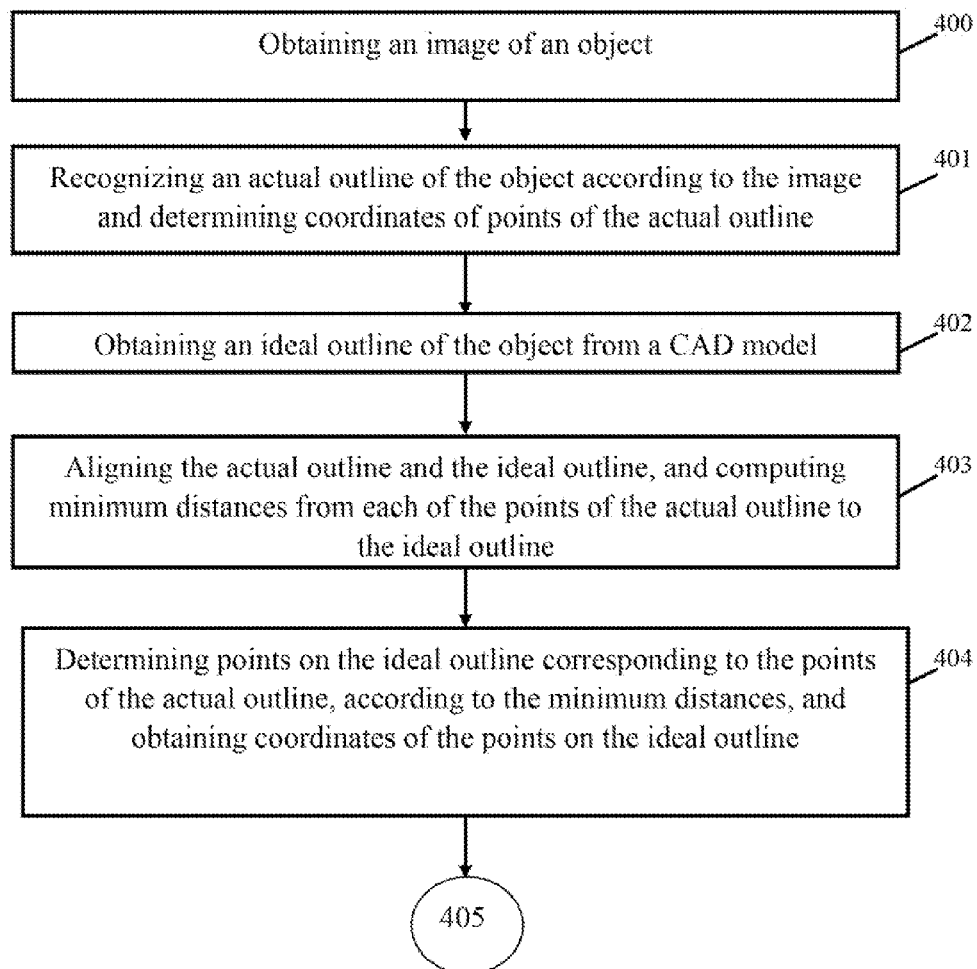 Obtaining an image of an object
400
Recognizing an actual outline of the object according to the image
and determining coordinates of points of the actual outline
401
Obtaining an ideal outline of the object from a CAD model
402
Aligning the actual outline and the ideal outline, and computing
minimum distances from each of the points of the actual outline to
the ideal outline
403
Determining points on the ideal outline corresponding to the points
of the actual outline, according to the minimum distances, and
obtaining coordinates of the points on the ideal outline
404
405